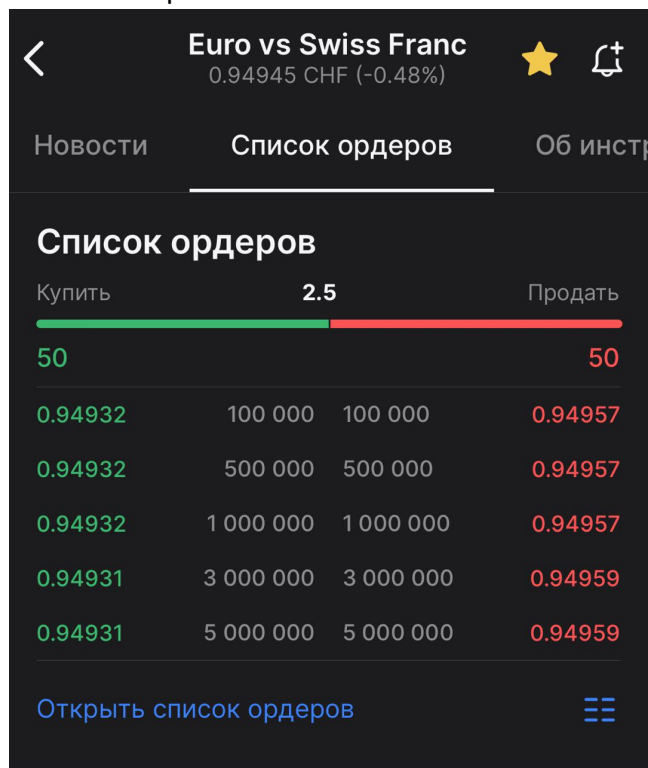 Euro vs Swiss Franc
0.94945 CHF (-0.48%)
Новости Список ордеров Об инстр
Список ордеров
Купить 2.5 Продать
50 50
0.94932 100 000 100 000 0.94957
0.94932 500 000 500 000 0.94957
0.94932 1 000 000 1 000 000 0.94957
0.94931 3 000 000 3 000 000 0.94959
0.94931 5 000 000 5 000 000 0.94959
Открыть список ордеров